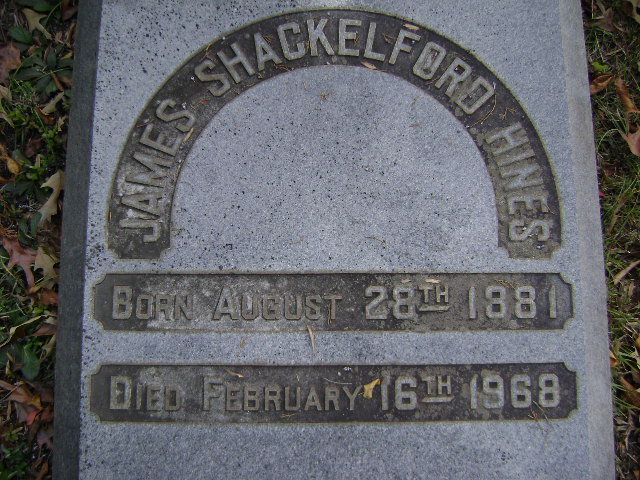 JAMES SHACKELFORD HINES
BORN AUGUST 28TH 1881
DIED FEBRUARY 16TH 1968